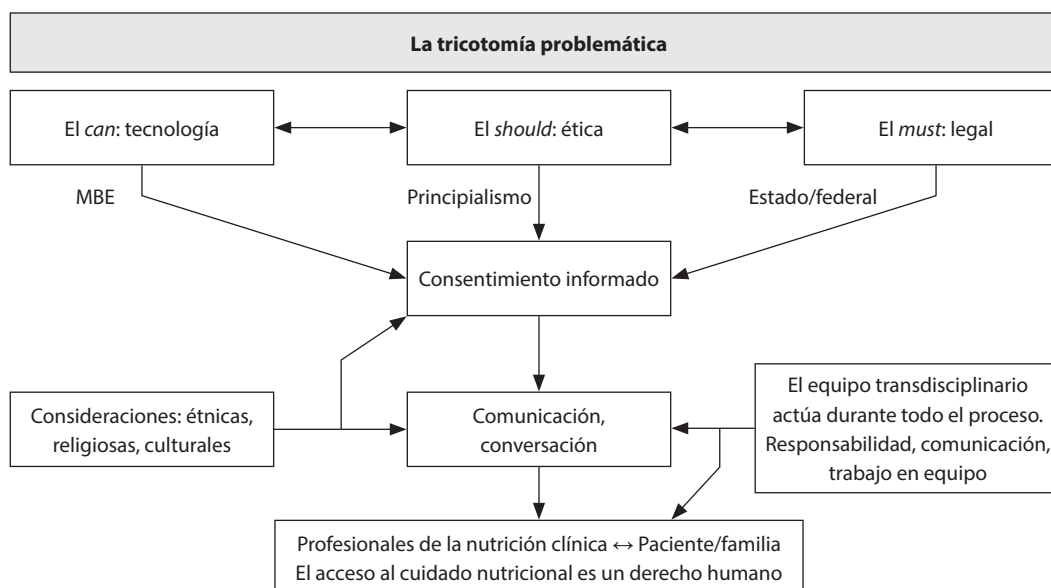 La tricotomía problemática
El can: tecnología
El should: ética
El must: legal
MBE
Principialismo
Estado/federal
Consentimiento informado
Consideraciones: étnicas,
religiosas, culturales
Comunicación,
conversación
El equipo transdisciplinario
actúa durante todo el proceso.
Responsabilidad, comunicación,
trabajo en equipo
Profesionales de la nutrición clínica ↔ Paciente/familia
El acceso al cuidado nutricional es un derecho humano